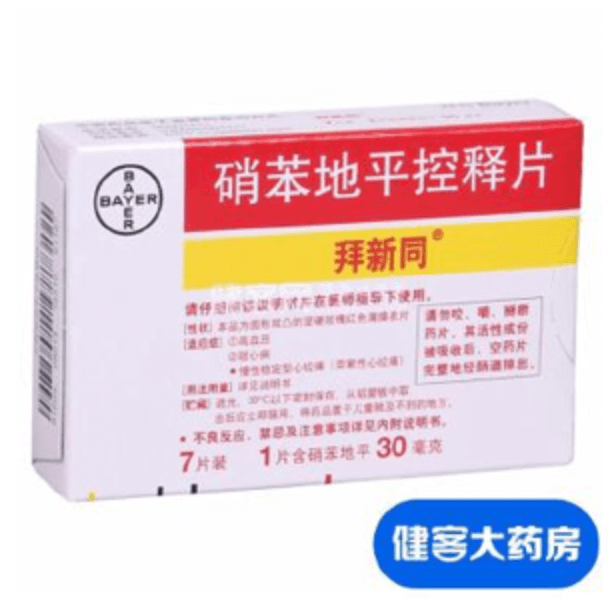 硝苯地平控释片
BAYER
BAYER
拜新同®
请仔细阅读说明书并在医师指导下使用。
[性状] 本品为圆形双凸的坚硬玫瑰红色薄膜衣片
[适应症] ①高血压
②冠心病
• 慢性稳定型心绞痛（劳累性心绞痛）
[用法用量] 详见说明书
[贮藏] 遮光，30℃以下密封保存，从铝塑板中取
出后应立即服用，将药品置于儿童触及不到的地方。
• 不良反应、禁忌及注意事项详见内附说明书。
请勿咬、嚼、掰断
药片，其活性成份
被吸收后，空药片
完整地经肠道排出。
7片装 1片含硝苯地平 30 毫克
健客大药房